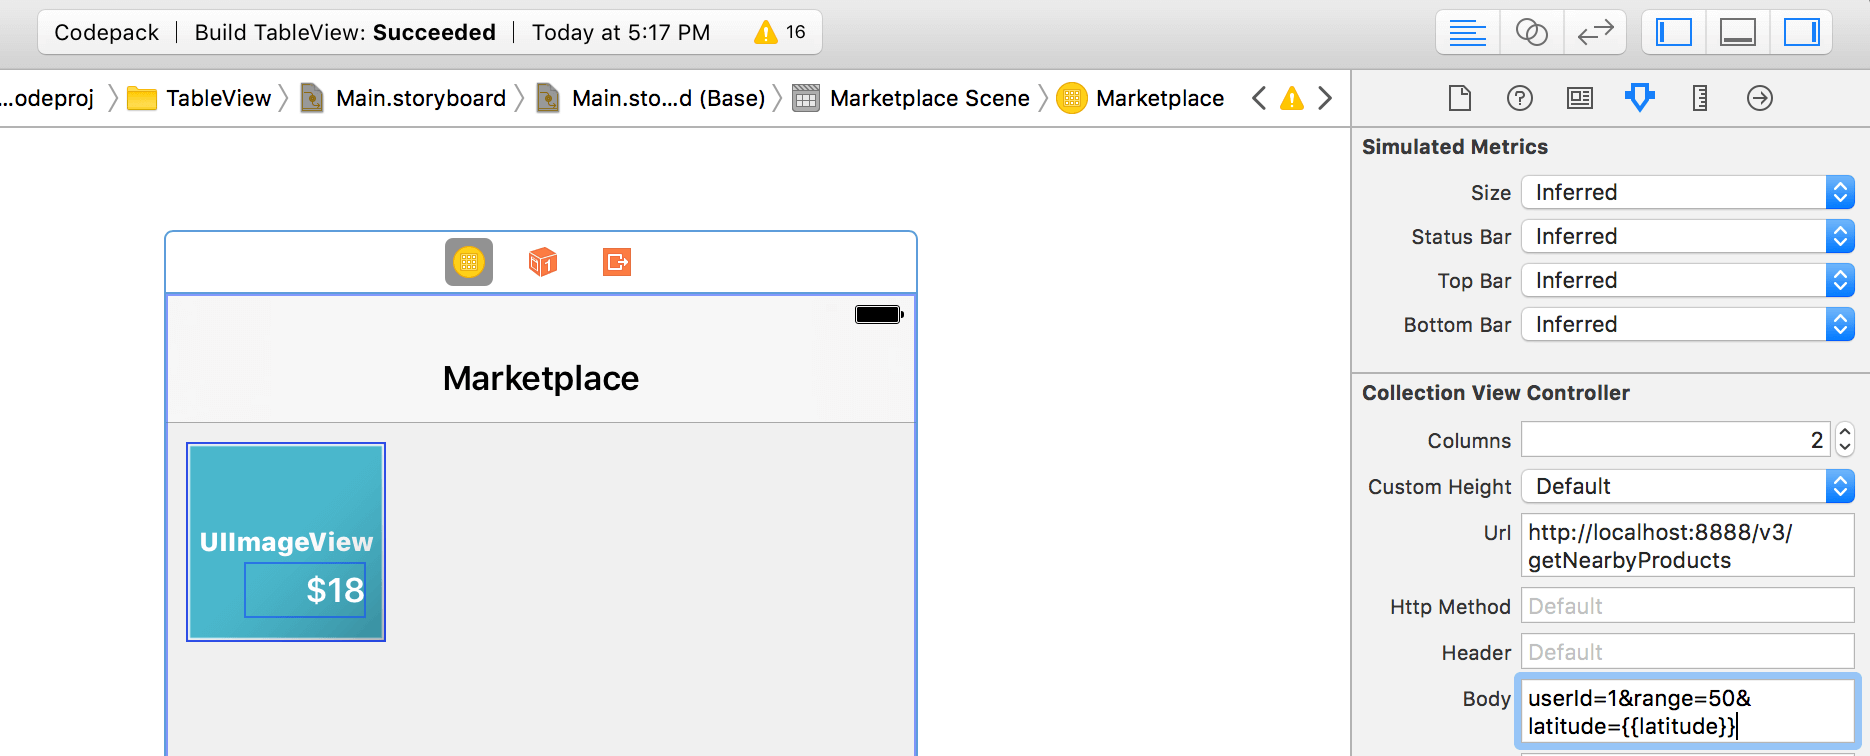 Codepack | Build TableView: Succeeded | Today at 5:17 PM 16
...odeproj TableView Main.storyboard Main.sto...d (Base) Marketplace Scene Marketplace
1
Marketplace
UIImageView
$18
Simulated Metrics
Size Inferred
Status Bar Inferred
Top Bar Inferred
Bottom Bar Inferred
Collection View Controller
Columns 2
Custom Height Default
Url http://localhost:8888/v3/
getNearbyProducts
Http Method Default
Header Default
Body userId=1&range=50&
latitude={{latitude}}